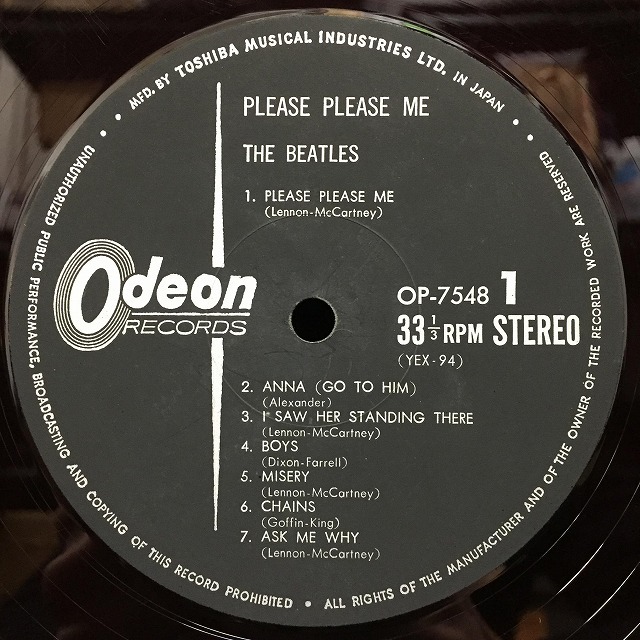 MFD. BY TOSHIBA MUSICAL INDUSTRIES LTD. IN JAPAN
PLEASE PLEASE ME
THE BEATLES
1. PLEASE PLEASE ME
(Lennon-McCartney)
Odeon
RECORDS
OP-7548 1
33 1/3 RPM STEREO
(YEX-94)
2. ANNA (GO TO HIM)
(Alexander)
3. I SAW HER STANDING THERE
(Lennon-McCartney)
4. BOYS
(Dixon-Farrell)
5. MISERY
(Lennon-McCartney)
6. CHAINS
(Goffin-King)
7. ASK ME WHY
(Lennon-McCartney)
UNAUTHORIZED PUBLIC PERFORMANCE, BROADCASTING AND COPYING OF THIS RECORD PROHIBITED • ALL RIGHTS OF THE MANUFACTURER AND OF THE OWNER OF THE RECORDED WORK ARE RESERVED